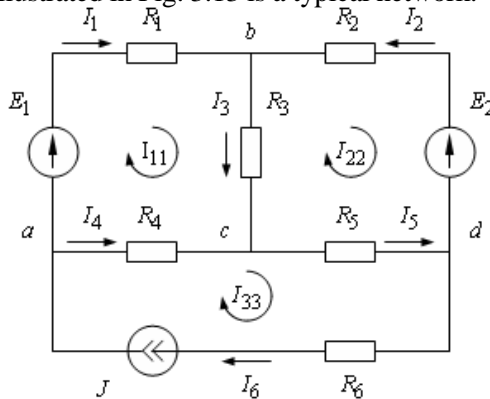 llustrated in Fig. 3.13 is a typical network.
I1 R1 b R2 I2
E1 I3 R3 E2
I11 I22
a I4 R4 c R5 I5 d
I33
J I6 R6